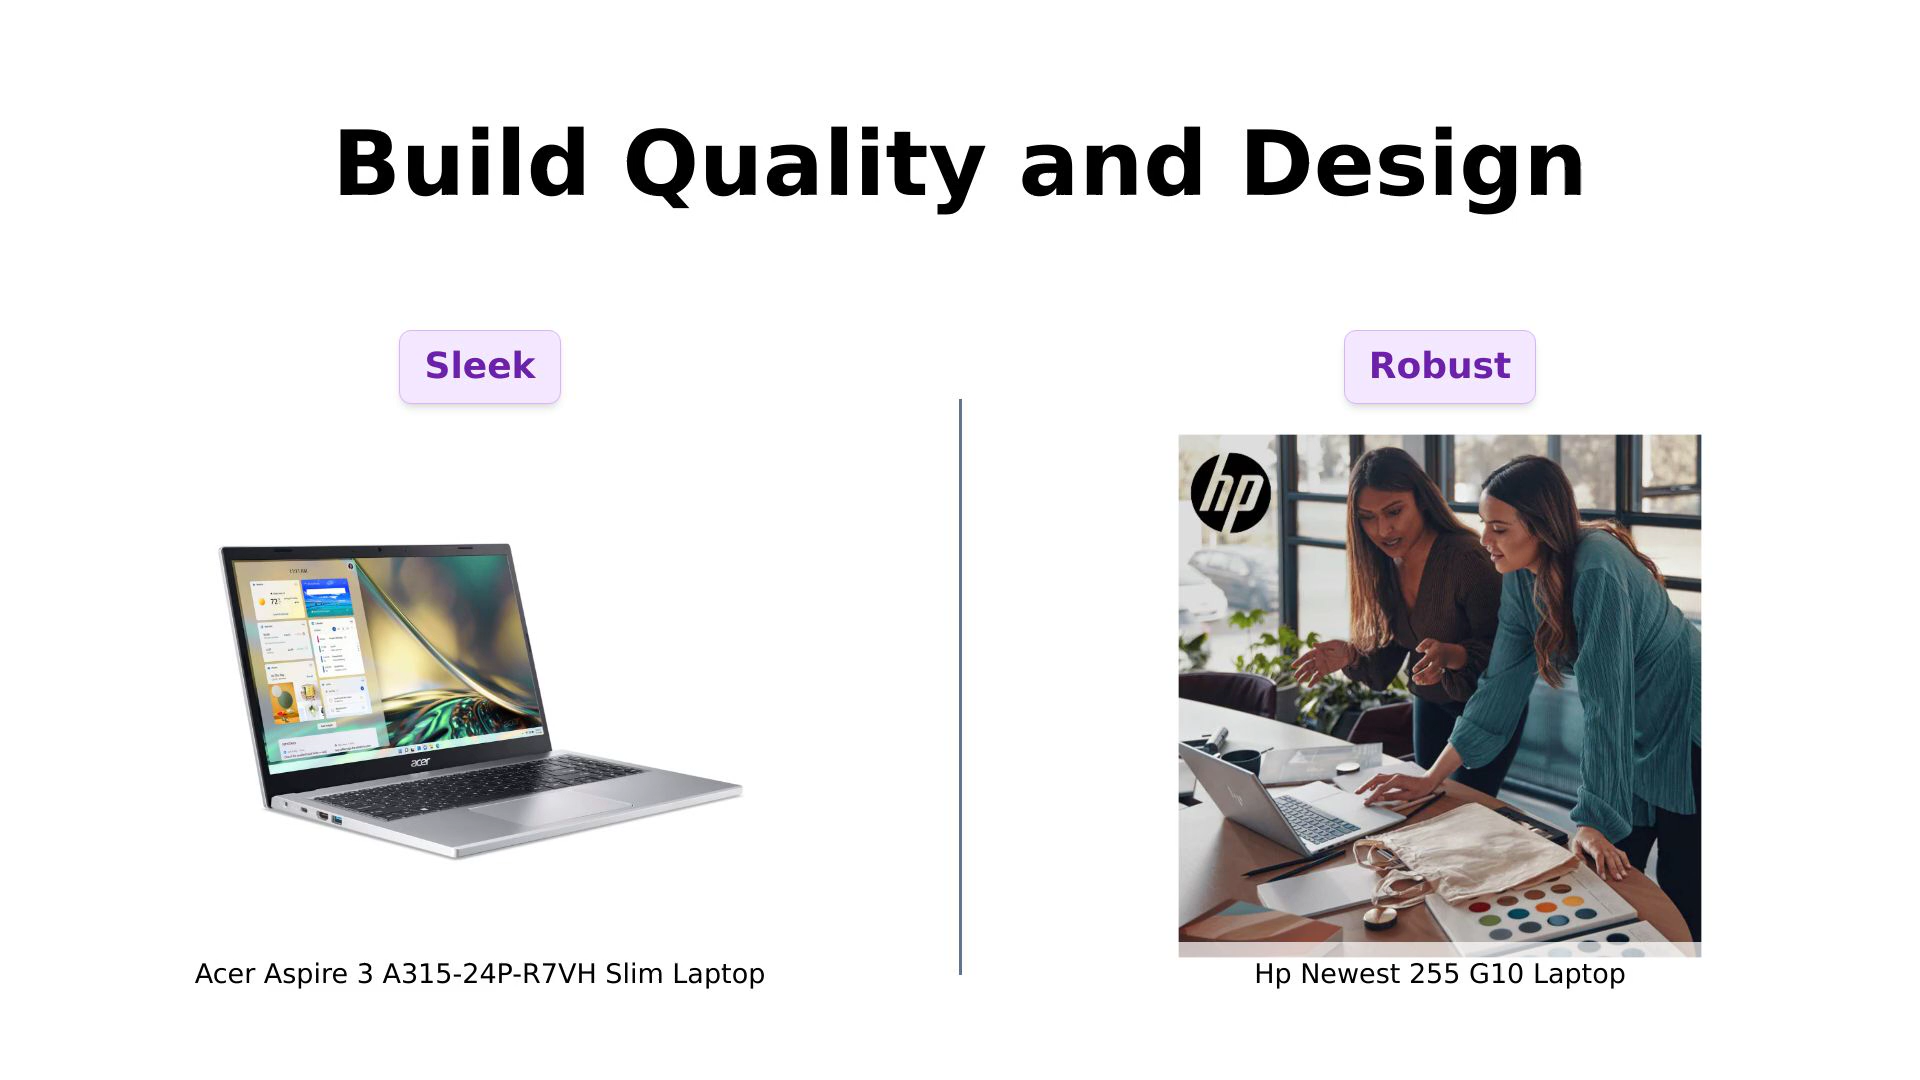 Build Quality and Design
Sleek
Robust
hp
acer
Acer Aspire 3 A315-24P-R7VH Slim Laptop
Hp Newest 255 G10 Laptop